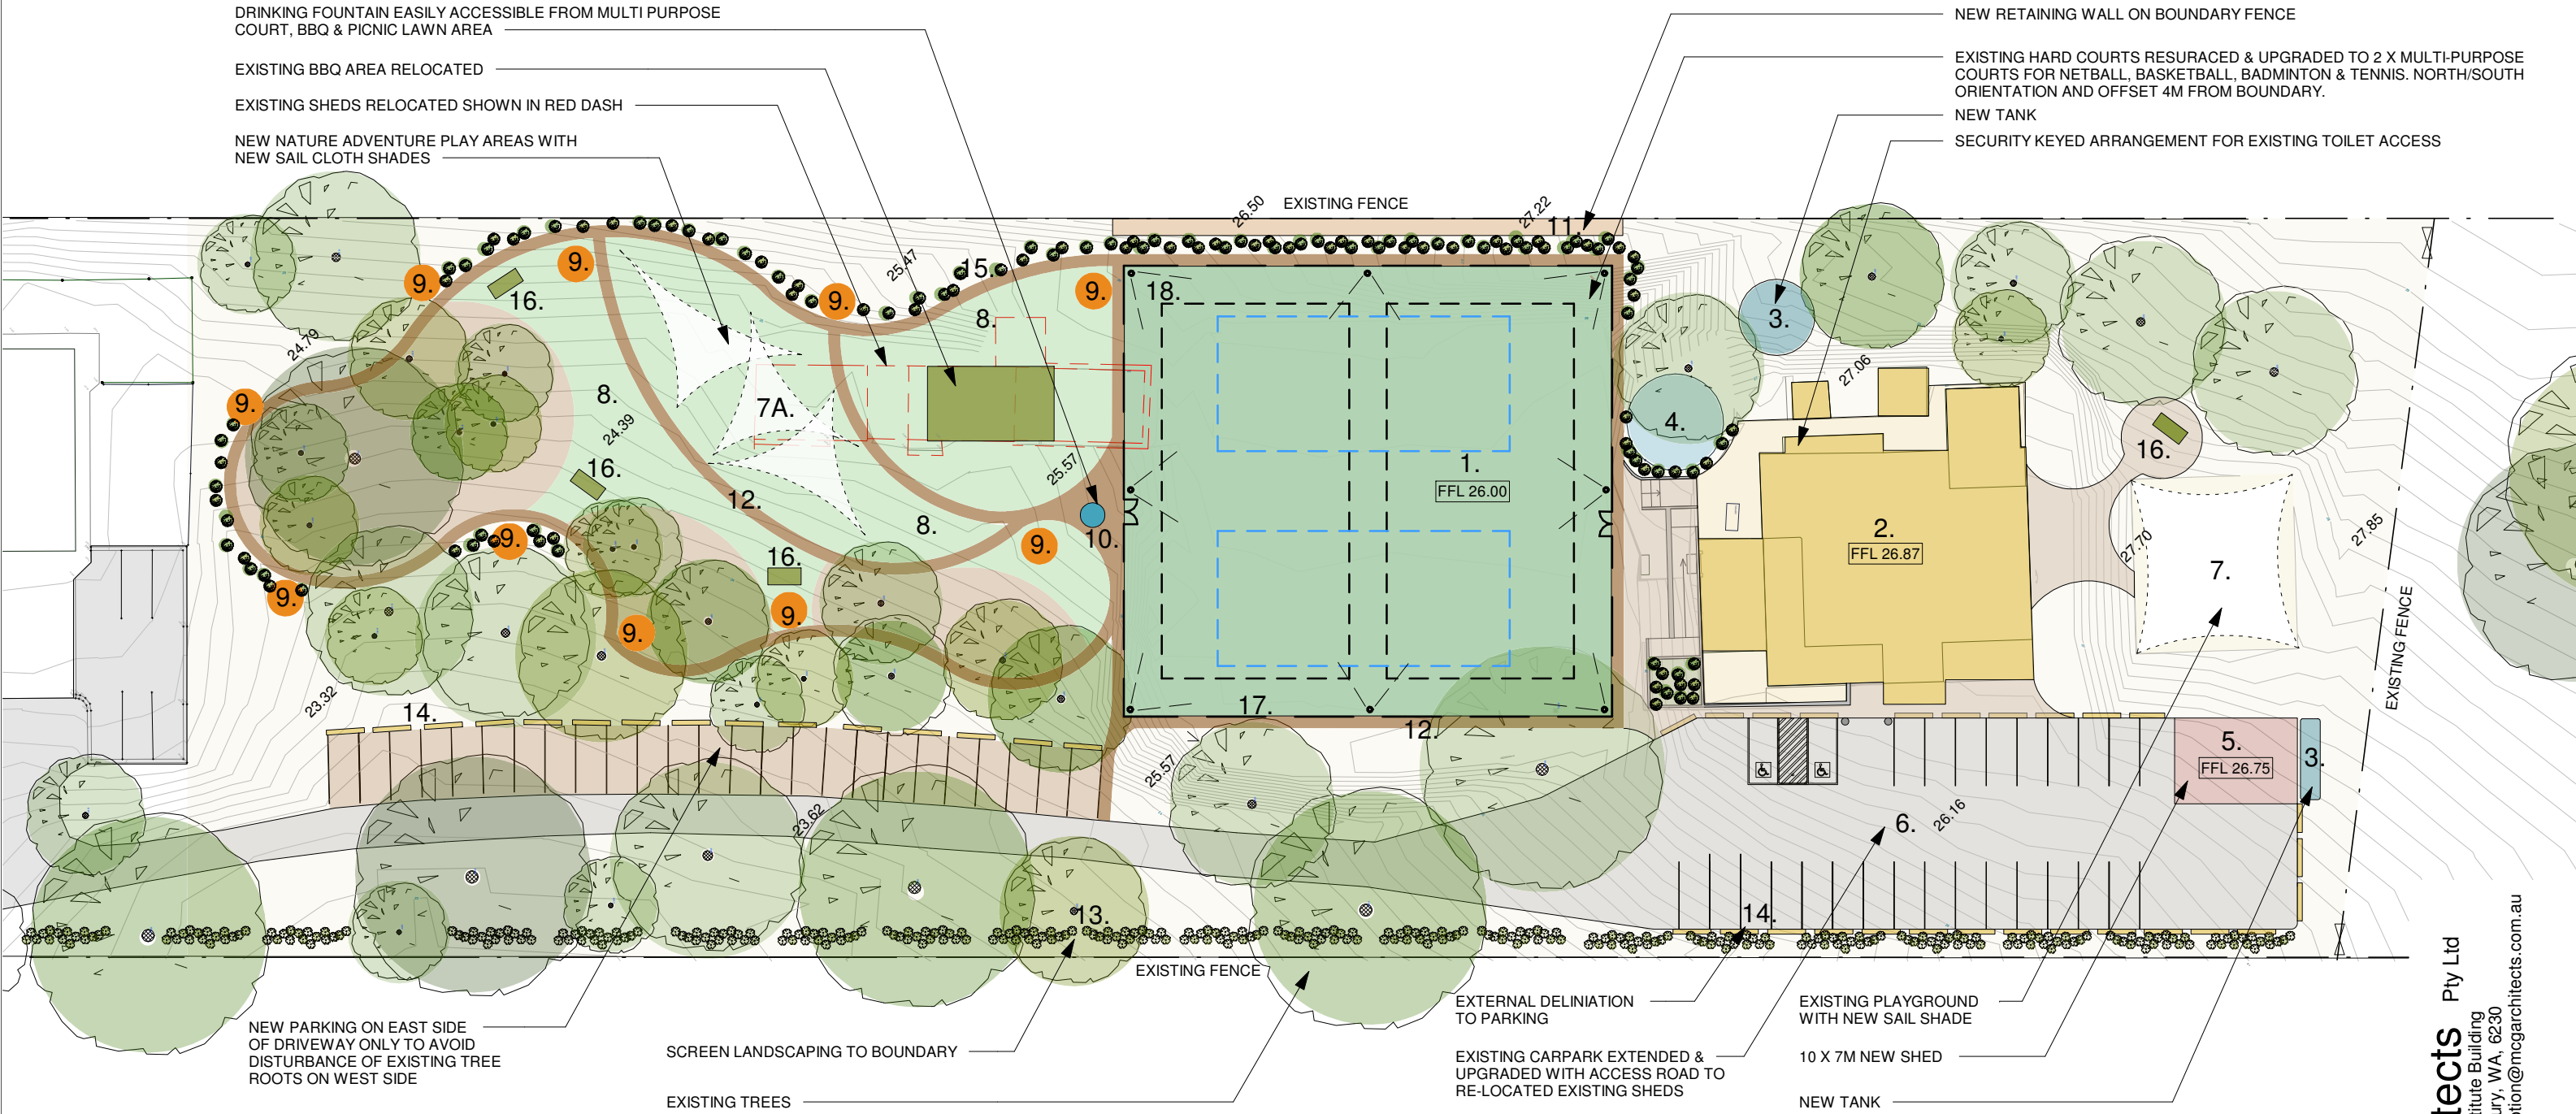 DRINKING FOUNTAIN EASILY ACCESSIBLE FROM MULTI PURPOSE
COURT, BBQ & PICNIC LAWN AREA
EXISTING BBQ AREA RELOCATED
EXISTING SHEDS RELOCATED SHOWN IN RED DASH
NEW NATURE ADVENTURE PLAY AREAS WITH
NEW SAIL CLOTH SHADES
NEW RETAINING WALL ON BOUNDARY FENCE
EXISTING HARD COURTS RESURACED & UPGRADED TO 2 X MULTI-PURPOSE
COURTS FOR NETBALL, BASKETBALL, BADMINTON & TENNIS. NORTH/SOUTH
ORIENTATION AND OFFSET 4M FROM BOUNDARY.
NEW TANK
SECURITY KEYED ARRANGEMENT FOR EXISTING TOILET ACCESS
EXISTING FENCE
26.50
27.22
11.
25.47
15.
9.
9.
9.
9.
16.
18.
8.
3.
24.79
27.06
9.
8.
7A.
4.
24.39
16.
12.
25.57
8.
10.
1.
FFL 26.00
16.
2.
FFL 26.87
27.70
27.85
7.
9.
9.
16.
9.
9.
9.
EXISTING FENCE
23.32
14.
17.
12.
25.57
23.62
5.
FFL 26.75
3.
6.
26.16
13.
14.
EXISTING FENCE
NEW PARKING ON EAST SIDE
OF DRIVEWAY ONLY TO AVOID
DISTURBANCE OF EXISTING TREE
ROOTS ON WEST SIDE
SCREEN LANDSCAPING TO BOUNDARY
EXISTING TREES
EXTERNAL DELINIATION
TO PARKING
EXISTING CARPARK EXTENDED &
UPGRADED WITH ACCESS ROAD TO
RE-LOCATED EXISTING SHEDS
EXISTING PLAYGROUND
WITH NEW SAIL SHADE
10 X 7M NEW SHED
NEW TANK
tects Pty Ltd
titute Building
ury, WA, 6230
ption@mcgarchitects.com.au